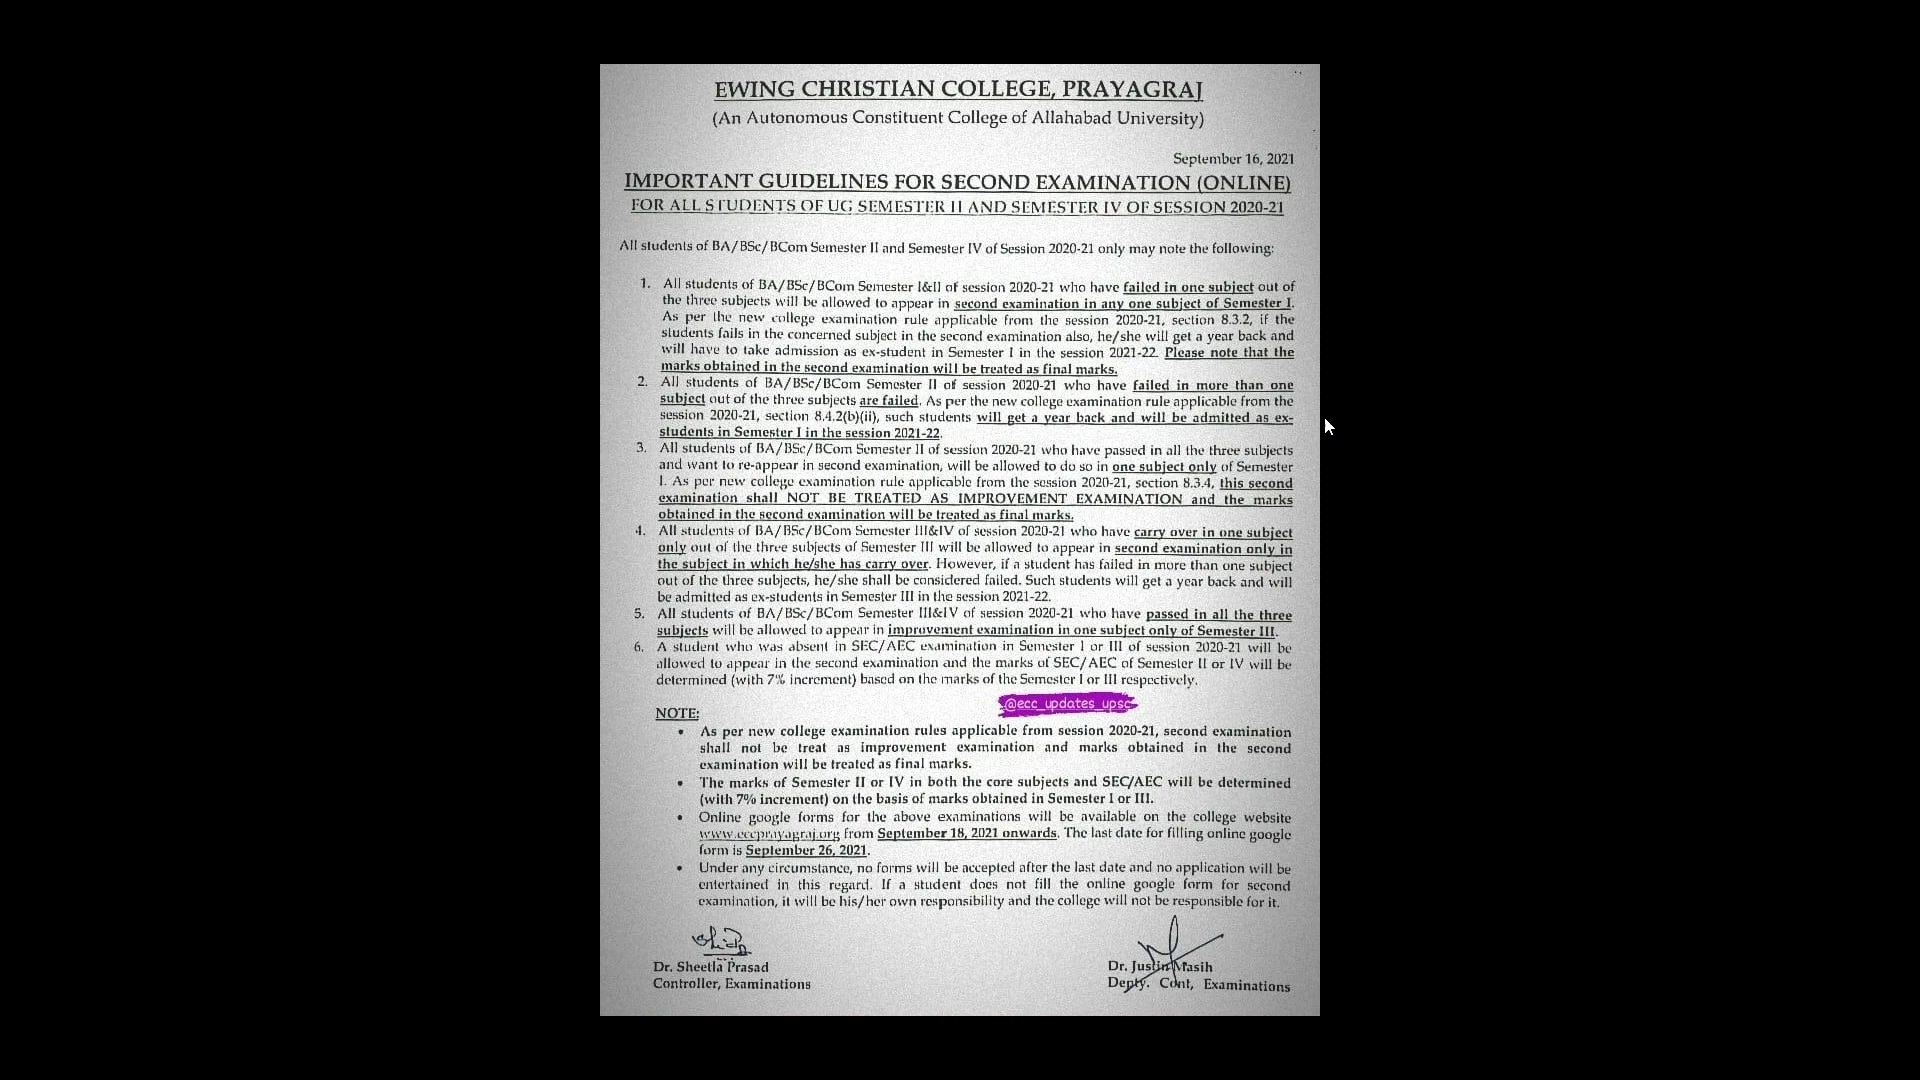 EWING CHRISTIAN COLLEGE, PRAYAGRAJ
(An Autonomous Constituent College of Allahabad University)
September 16, 2021
IMPORTANT GUIDELINES FOR SECOND EXAMINATION (ONLINE)
FOR ALL STUDENTS OF UG SEMESTER II AND SEMESTER IV OF SESSION 2020-21
All students of BA/BSc/BCom Semester II and Semester IV of Session 2020-21 only may note the following:
1. All students of BA/BSc/BCom Semester I&II of session 2020-21 who have failed in one subject out of
the three subjects will be allowed to appear in second examination in any one subject of Semester I.
As per the new college examination rule applicable from the session 2020-21, section 8.3.2, if the
students fails in the concerned subject in the second examination also, he/she will get a year back and
will have to take admission as ex-student in Semester I in the session 2021-22. Please note that the
marks obtained in the second examination will be treated as final marks.
2. All students of BA/BSc/BCom Semester II of session 2020-21 who have failed in more than one
subject out of the three subjects are failed. As per the new college examination rule applicable from the
session 2020-21, section 8.4.2(b)(ii), such students will get a year back and will be admitted as ex-
students in Semester I in the session 2021-22.
3. All students of BA/BSc/BCom Semester II of session 2020-21 who have passed in all the three subjects
and want to re-appear in second examination, will be allowed to do so in one subject only of Semester
I. As per new college examination rule applicable from the session 2020-21, section 8.3.4, this second
examination shall NOT BE TREATED AS IMPROVEMENT EXAMINATION and the marks
obtained in the second examination will be treated as final marks.
4. All students of BA/BSc/BCom Semester III&IV of session 2020-21 who have carry over in one subject
only out of the three subjects of Semester III will be allowed to appear in second examination only in
the subject in which he/she has carry over. However, if a student has failed in more than one subject
out of the three subjects, he/she shall be considered failed. Such students will get a year back and will
be admitted as ex-students in Semester III in the session 2021-22.
5. All students of BA/BSc/BCom Semester III&IV of session 2020-21 who have passed in all the three
subjects will be allowed to appear in improvement examination in one subject only of Semester III.
6. A student who was absent in SEC/AEC examination in Semester I or III of session 2020-21 will be
allowed to appear in the second examination and the marks of SEC/AEC of Semester II or IV will be
determined (with 7% increment) based on the marks of the Semester I or III respectively.
@ecc_updates_upsc
NOTE:
• As per new college examination rules applicable from session 2020-21, second examination
shall not be treat as improvement examination and marks obtained in the second
examination will be treated as final marks.
• The marks of Semester II or IV in both the core subjects and SEC/AEC will be determined
(with 7% increment) on the basis of marks obtained in Semester I or III.
• Online google forms for the above examinations will be available on the college website
www.eccprayagraj.org from September 18, 2021 onwards. The last date for filling online google
form is September 26, 2021.
• Under any circumstance, no forms will be accepted after the last date and no application will be
entertained in this regard. If a student does not fill the online google form for second
examination, it will be his/her own responsibility and the college will not be responsible for it.
Dr. Sheetla Prasad
Controller, Examinations
Dr. Justin Masih
Depty. Cont, Examinations